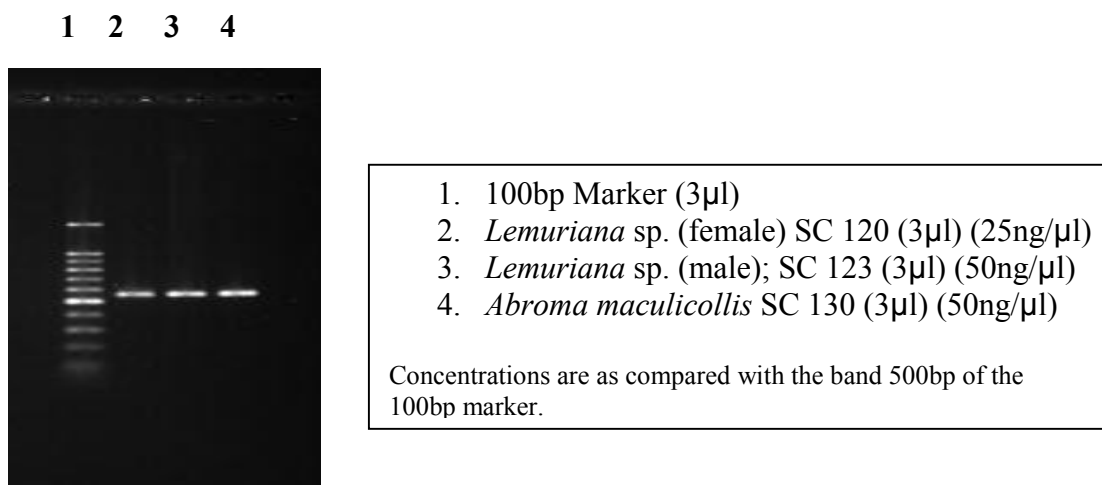 1 2 3 4
1. 100bp Marker (3µl)
2. Lemuriana sp. (female) SC 120 (3µl) (25ng/µl)
3. Lemuriana sp. (male); SC 123 (3µl) (50ng/µl)
4. Abroma maculicollis SC 130 (3µl) (50ng/µl)
Concentrations are as compared with the band 500bp of the
100bp marker.